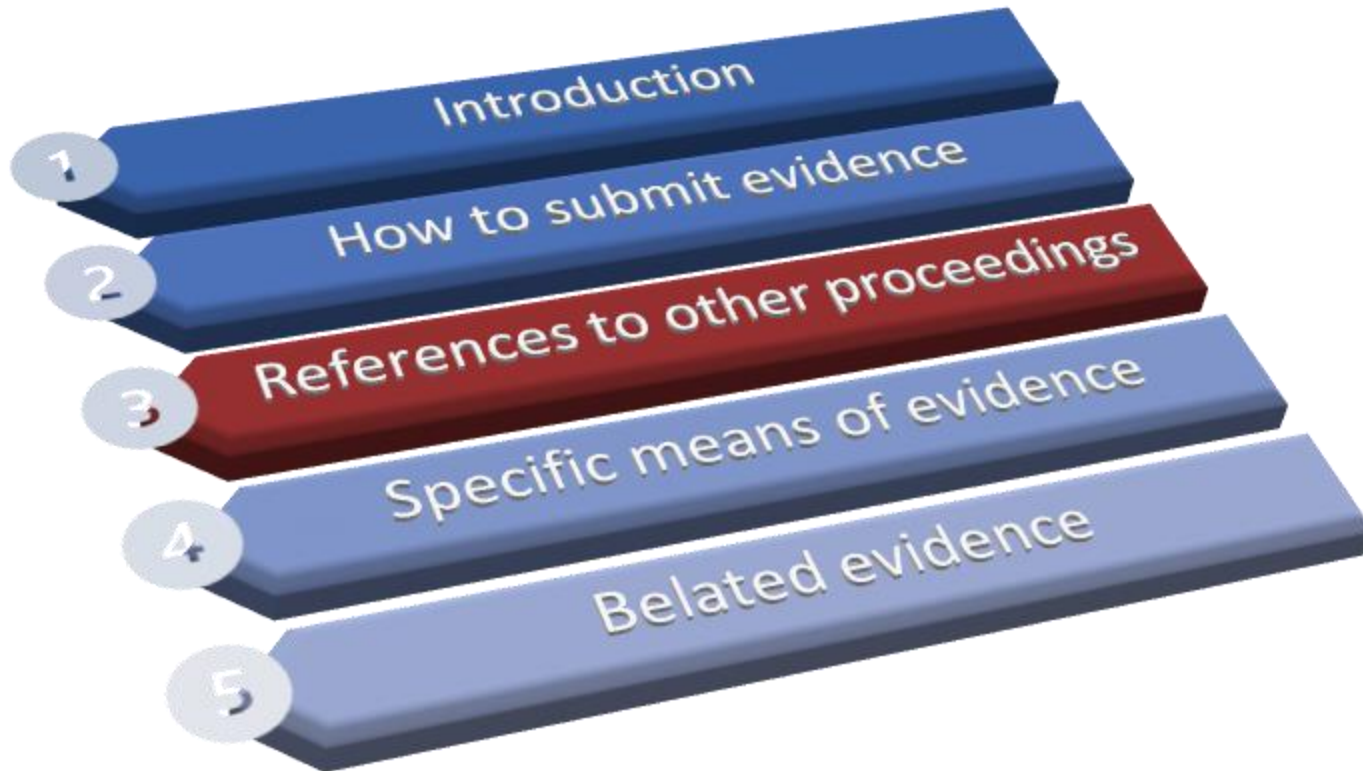 1 Introduction
2 How to submit evidence
3 References to other proceedings
4 Specific means of evidence
5 Belated evidence